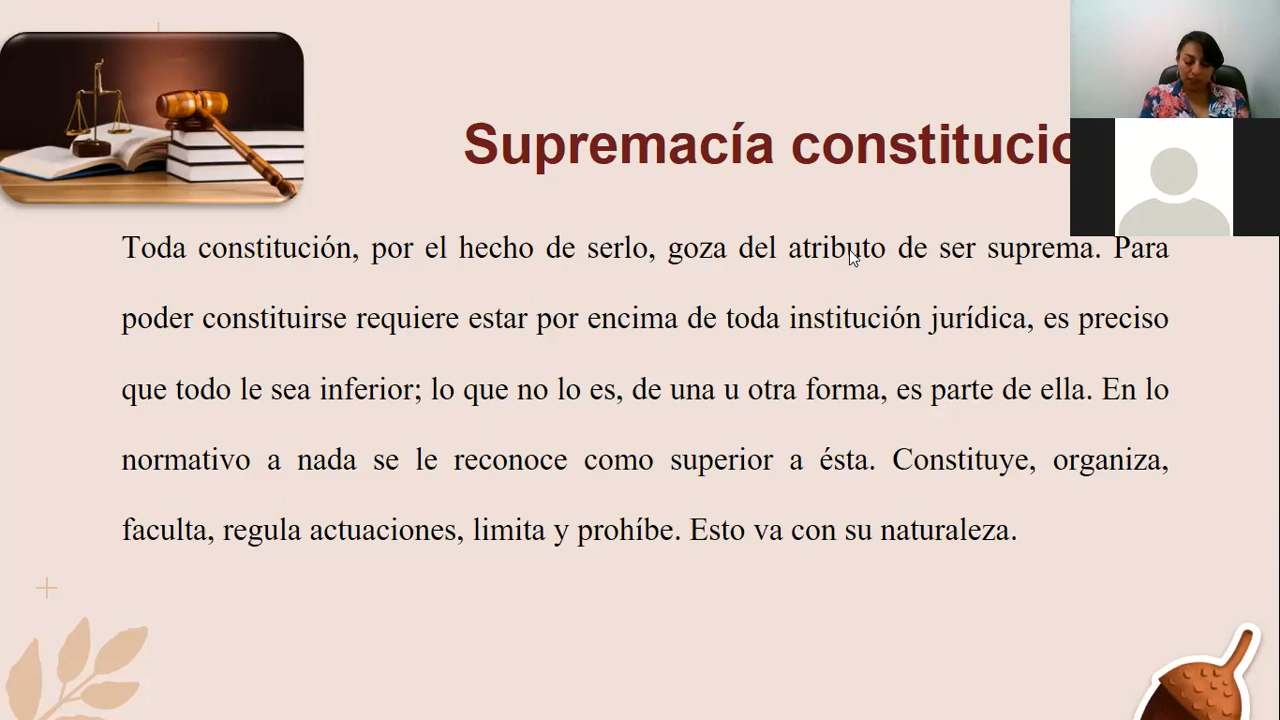 Supremacía constitucio
Toda constitución, por el hecho de serlo, goza del atributo de ser suprema. Para
poder constituirse requiere estar por encima de toda institución jurídica, es preciso
que todo le sea inferior; lo que no lo es, de una u otra forma, es parte de ella. En lo
normativo a nada se le reconoce como superior a ésta. Constituye, organiza,
faculta, regula actuaciones, limita y prohíbe. Esto va con su naturaleza.